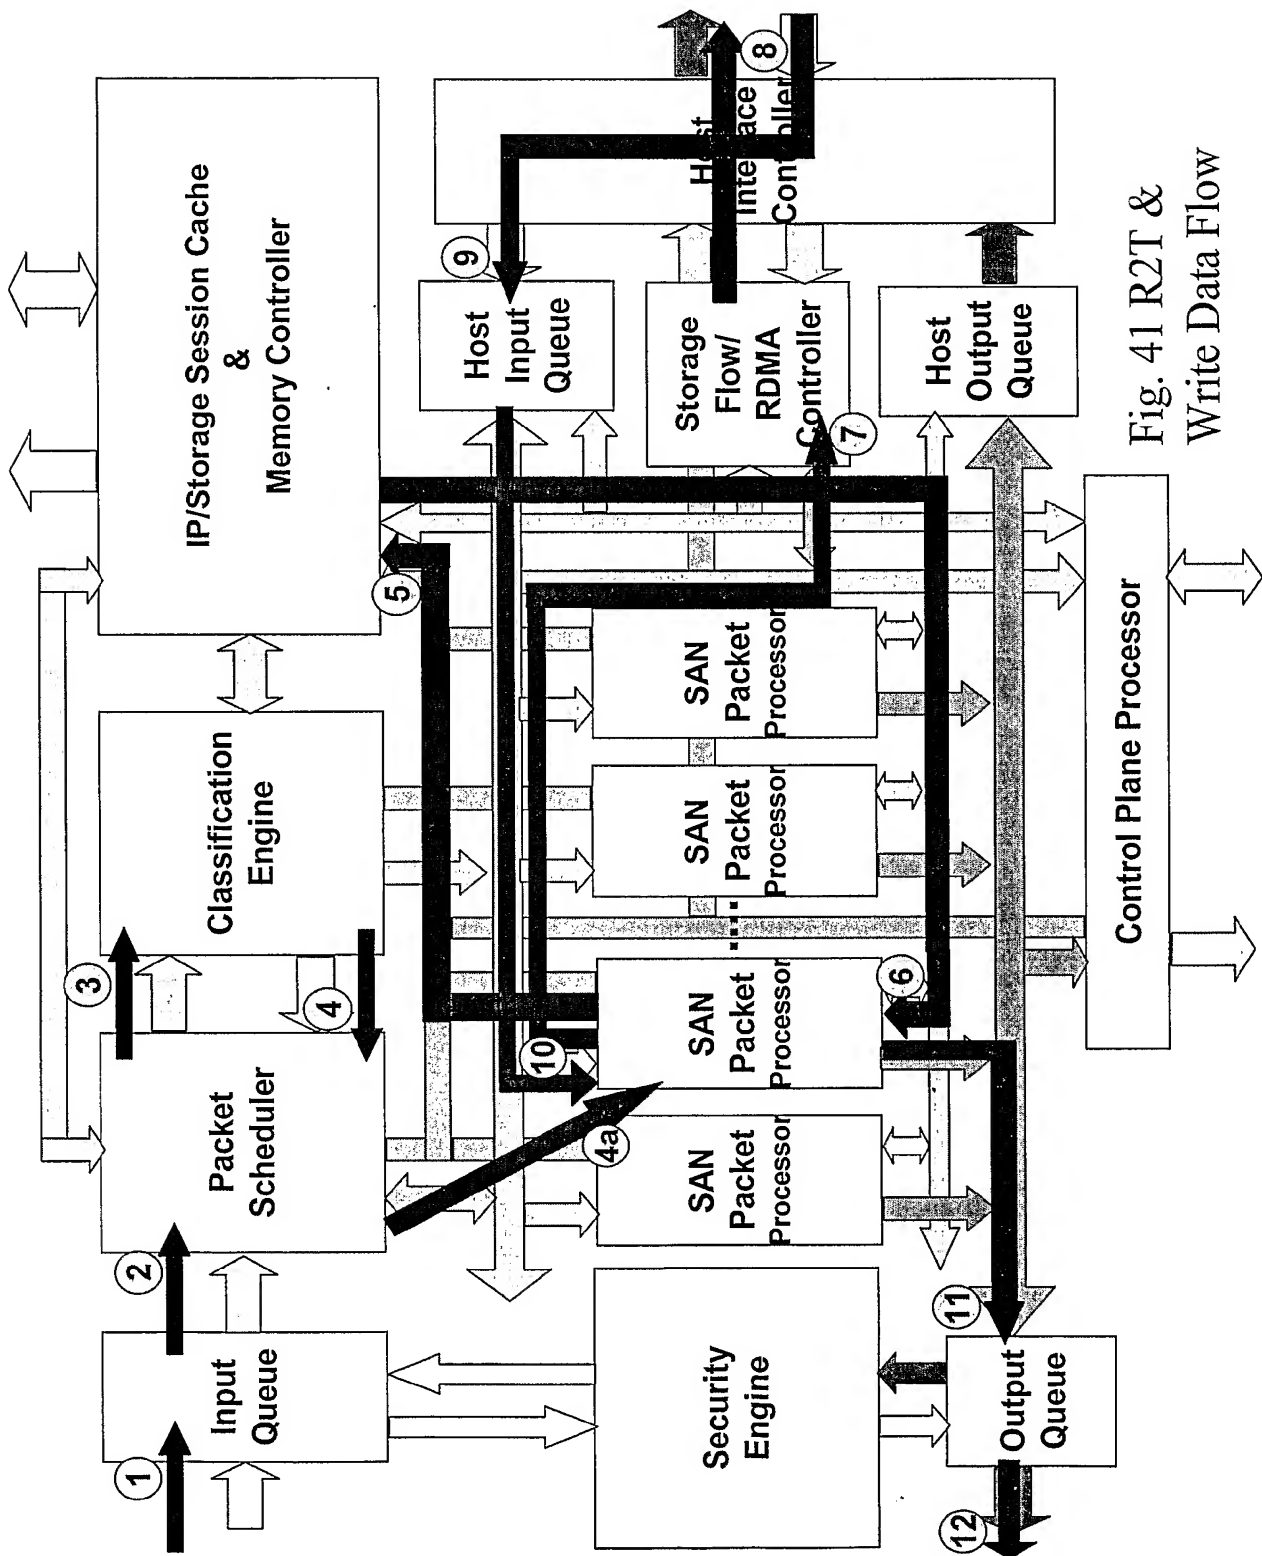 IP/Storage Session Cache
&
Memory Controller
Classification
Engine
Packet
Scheduler
Input
Queue
Host
Interface
Controller
Host
Input
Queue
Storage
Flow/
RDMA
Controller
Host
Output
Queue
SAN
Packet
Processor
SAN
Packet
Processor
SAN
Packet
Processor
SAN
Packet
Processor
Security
Engine
Output
Queue
Control Plane Processor
1
2
3
4
4a
5
6
7
8
9
10
11
12
Fig. 41 R2T &
Write Data Flow